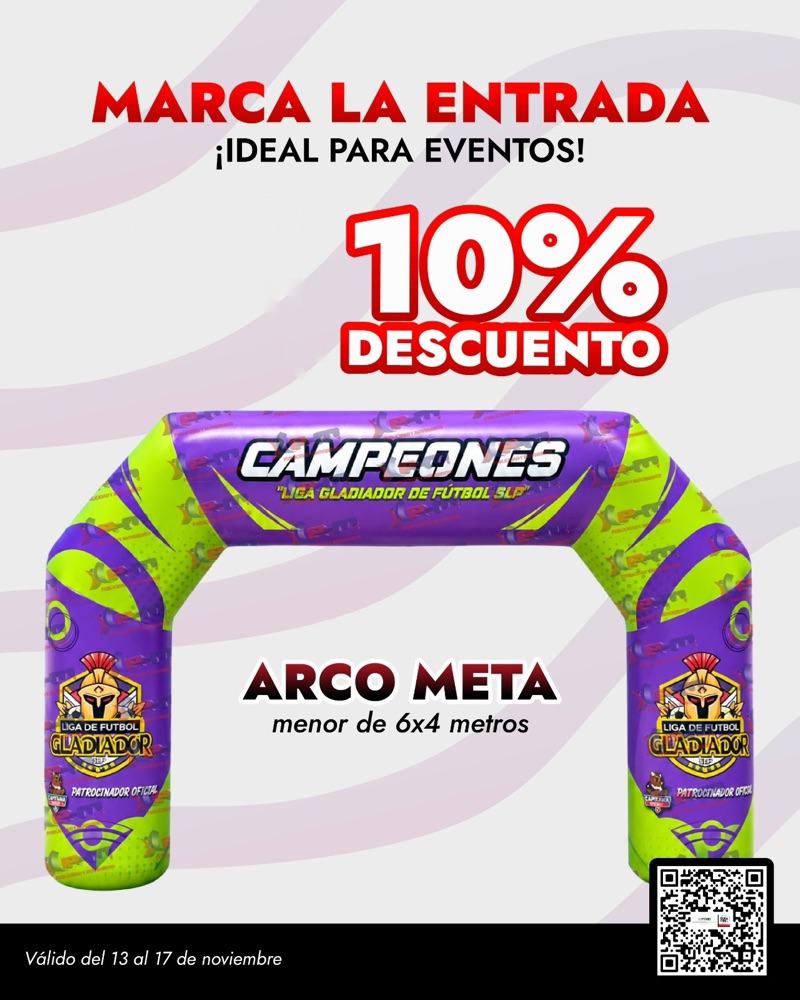 MARCA LA ENTRADA
¡IDEAL PARA EVENTOS!
10%
DESCUENTO
CAMPEONES
"LIGA GLADIADOR DE FÚTBOL SLP"
ARCO META
menor de 6x4 metros
LIGA DE FUTBOL
GLADIADOR
SLP
PATROCINADOR OFICIAL
LIGA DE FUTBOL
GLADIADOR
SLP
PATROCINADOR OFICIAL
Válido del 13 al 17 de noviembre